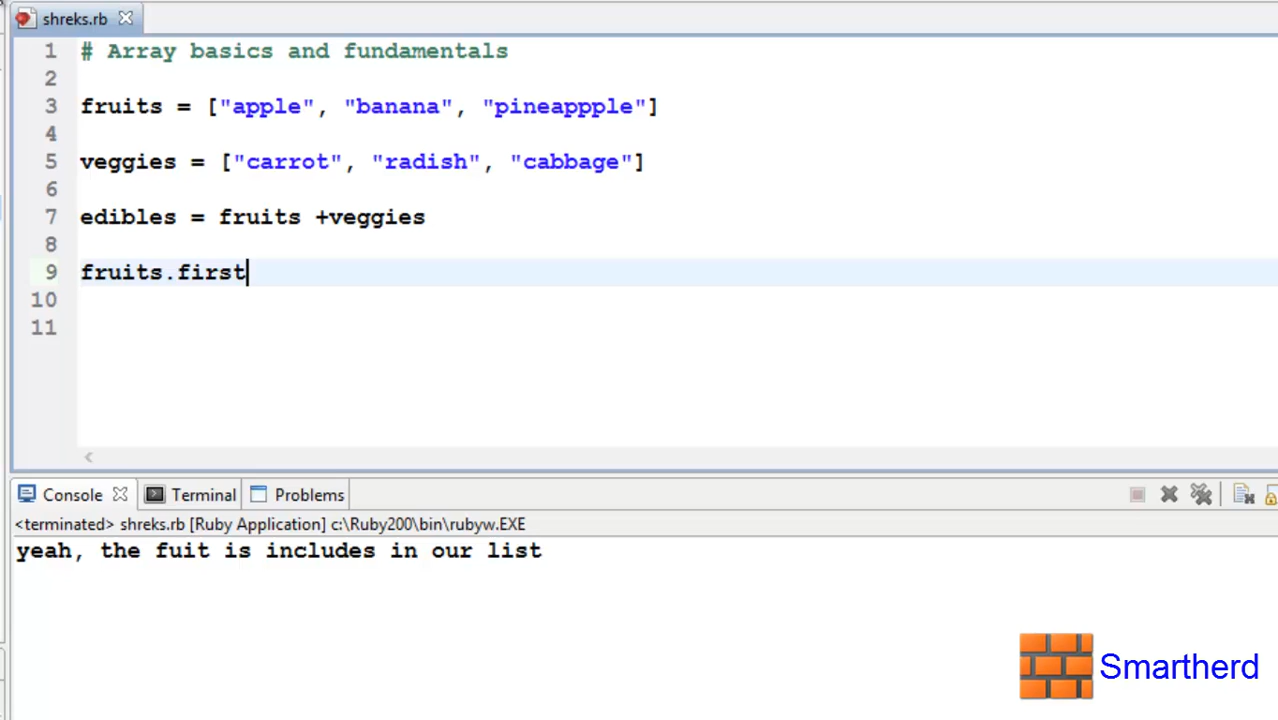 shreks.rb
1 # Array basics and fundamentals
2
3 fruits = ["apple", "banana", "pineappple"]
4
5 veggies = ["carrot", "radish", "cabbage"]
6
7 edibles = fruits +veggies
8
9 fruits.first
10
11
Console Terminal Problems
<terminated> shreks.rb [Ruby Application] c:\Ruby200\bin\rubyw.EXE
yeah, the fuit is includes in our list
Smartherd